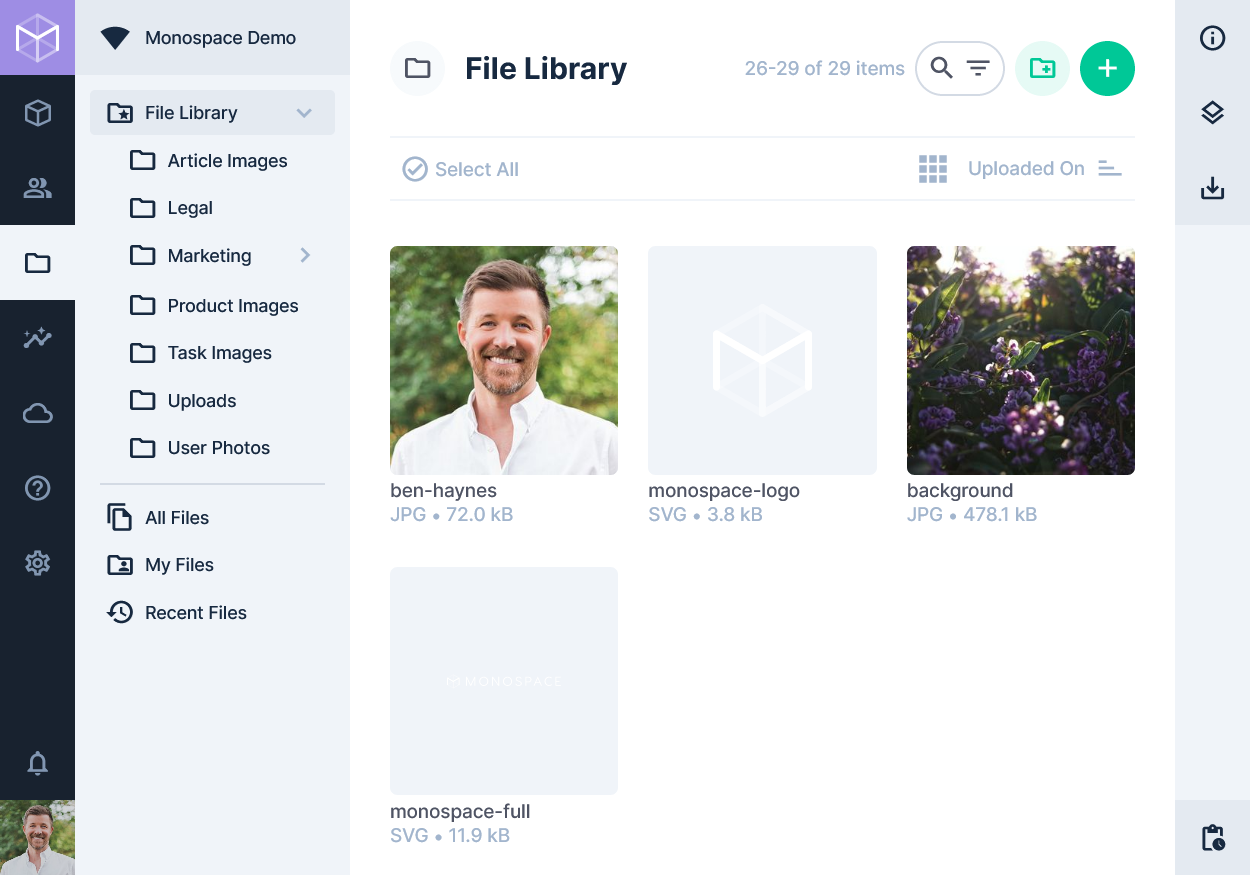 Monospace Demo
File Library
Article Images
Legal
Marketing
Product Images
Task Images
Uploads
User Photos
All Files
My Files
Recent Files
File Library
26-29 of 29 items
Select All
Uploaded On
ben-haynes
JPG • 72.0 kB
monospace-logo
SVG • 3.8 kB
background
JPG • 478.1 kB
MONOSPACE
monospace-full
SVG • 11.9 kB